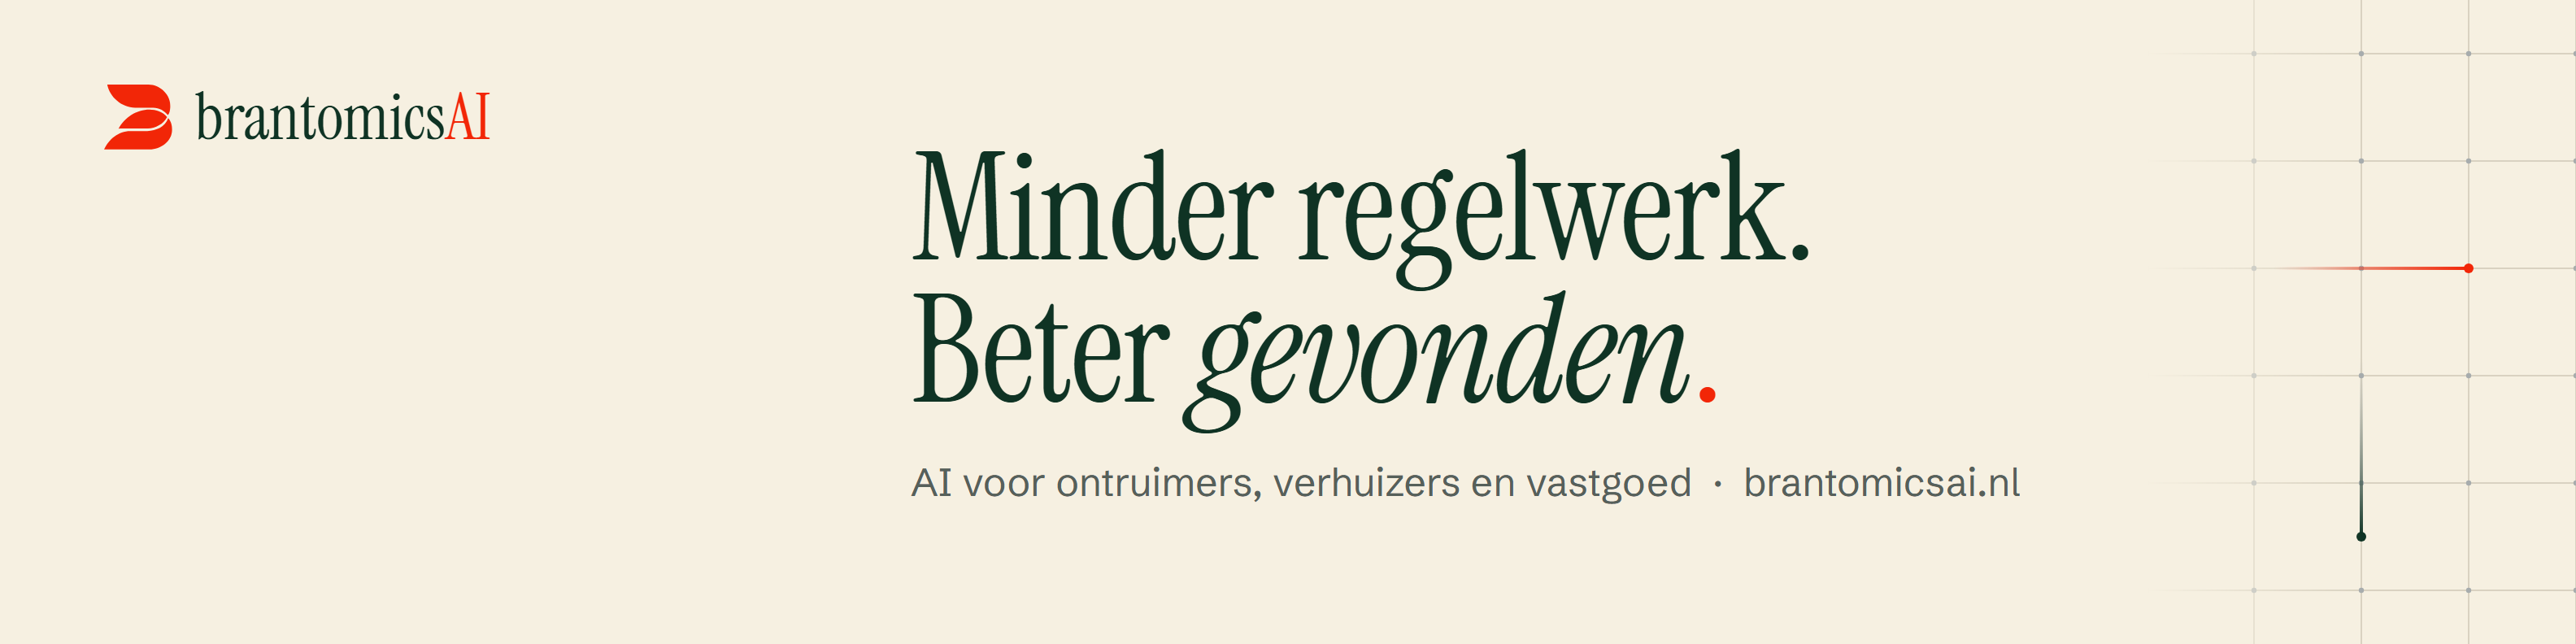 brantomicsAI
Minder regelwerk.
Beter gevonden.
AI voor ontruimers, verhuizers en vastgoed · brantomicsai.nl